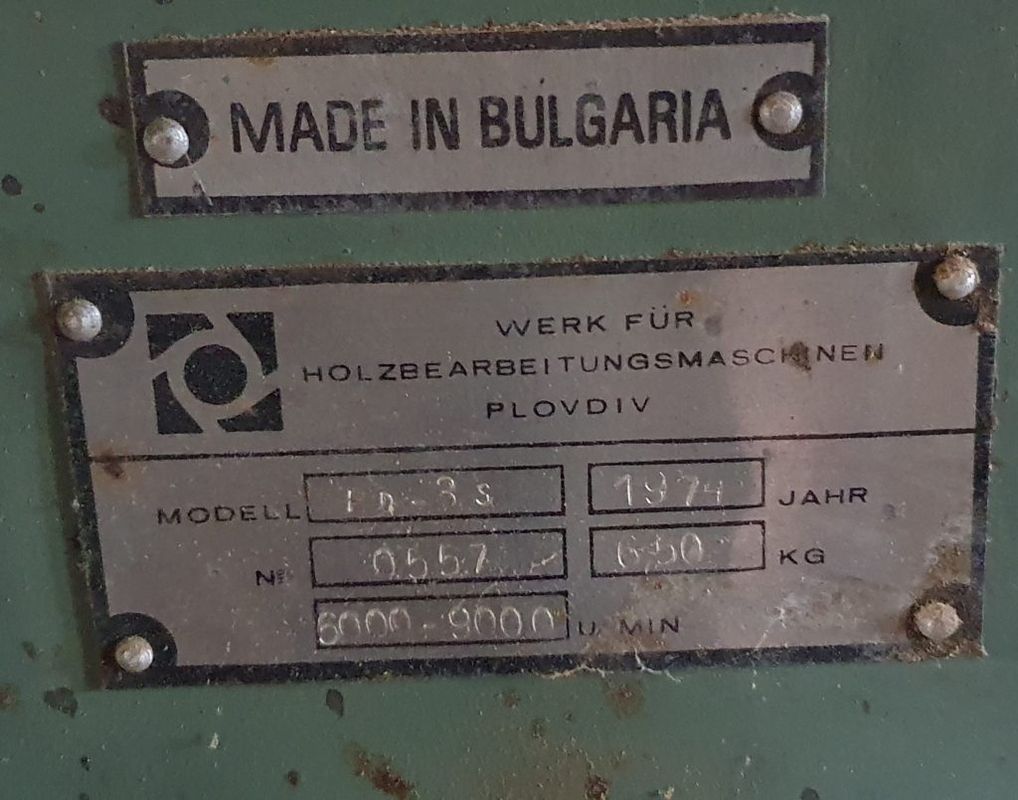 MADE IN BULGARIA
WERK FÜR
HOLZBEARBEITUNGSMASCHINEN
PLOVDIV
MODELL 1974 JAHR
Nº 0557 650 KG
6000-9000 U. MIN